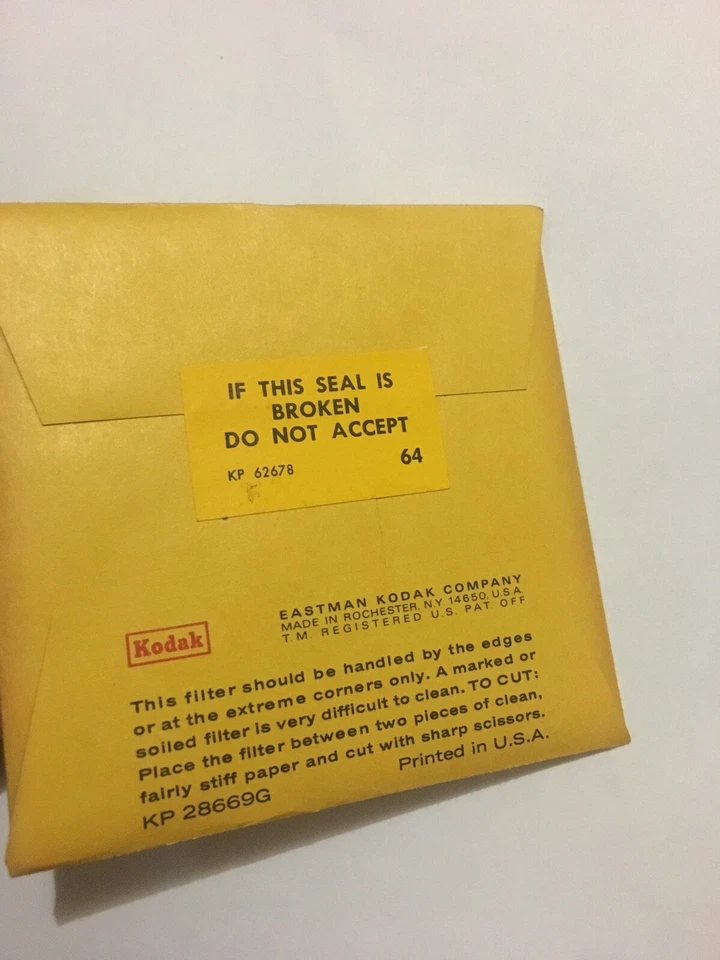 IF THIS SEAL IS
BROKEN
DO NOT ACCEPT
KP 62678 64
EASTMAN KODAK COMPANY
MADE IN ROCHESTER, N.Y. 14650, U.S.A.
T.M. REGISTERED U.S. PAT. OFF
Kodak
This filter should be handled by the edges
or at the extreme corners only. A marked or
soiled filter is very difficult to clean. TO CUT:
Place the filter between two pieces of clean,
fairly stiff paper and cut with sharp scissors.
KP 28669G Printed in U.S.A.